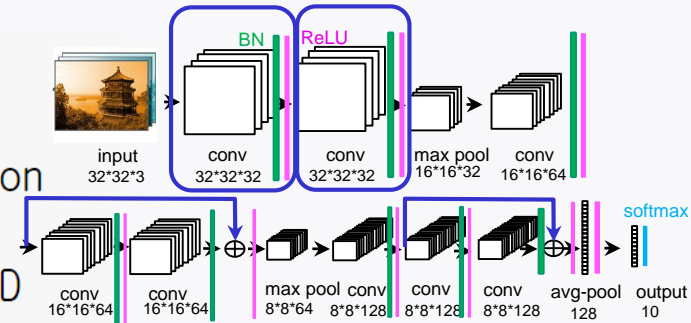 BN ReLU
input conv conv max pool conv
32*32*3 32*32*32 32*32*32 16*16*32 16*16*64
on
softmax
D
conv conv max pool conv conv conv avg-pool output
16*16*64 16*16*64 8*8*64 8*8*128 8*8*128 8*8*128 128 10